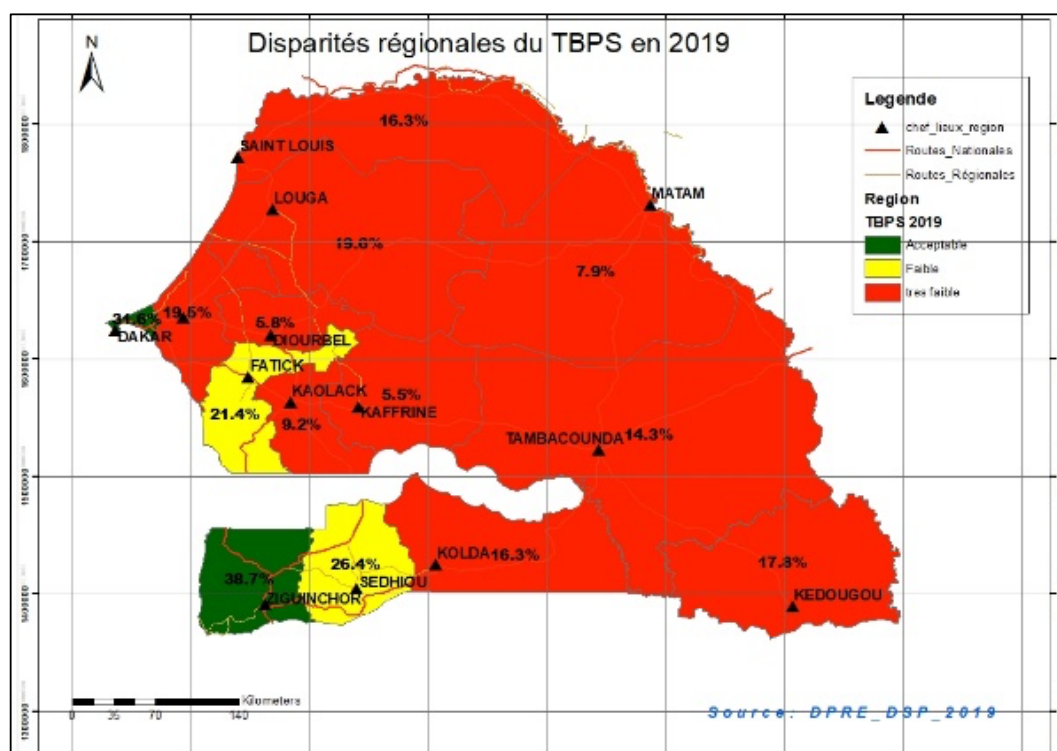 Disparités régionales du TBPS en 2019
N
Legende
chef_lieux_region
Routes_Nationales
Routes_Régionales
Region
TBPS 2019
Acceptable
Faible
tres faible
16.3%
SAINT LOUIS
LOUGA
MATAM
19.8%
7.9%
31.6%
19.5%
DAKAR
5.8%
DIOURBEL
FATICK
KAOLACK
5.5%
KAFFRINE
21.4%
9.2%
TAMBACOUNDA
14.3%
KOLDA
16.3%
26.4%
SEDHIOU
38.7%
ZIGUINCHOR
17.8%
KEDOUGOU
Kilometers
0 35 70 140
Source: DPRE_DSP_2019